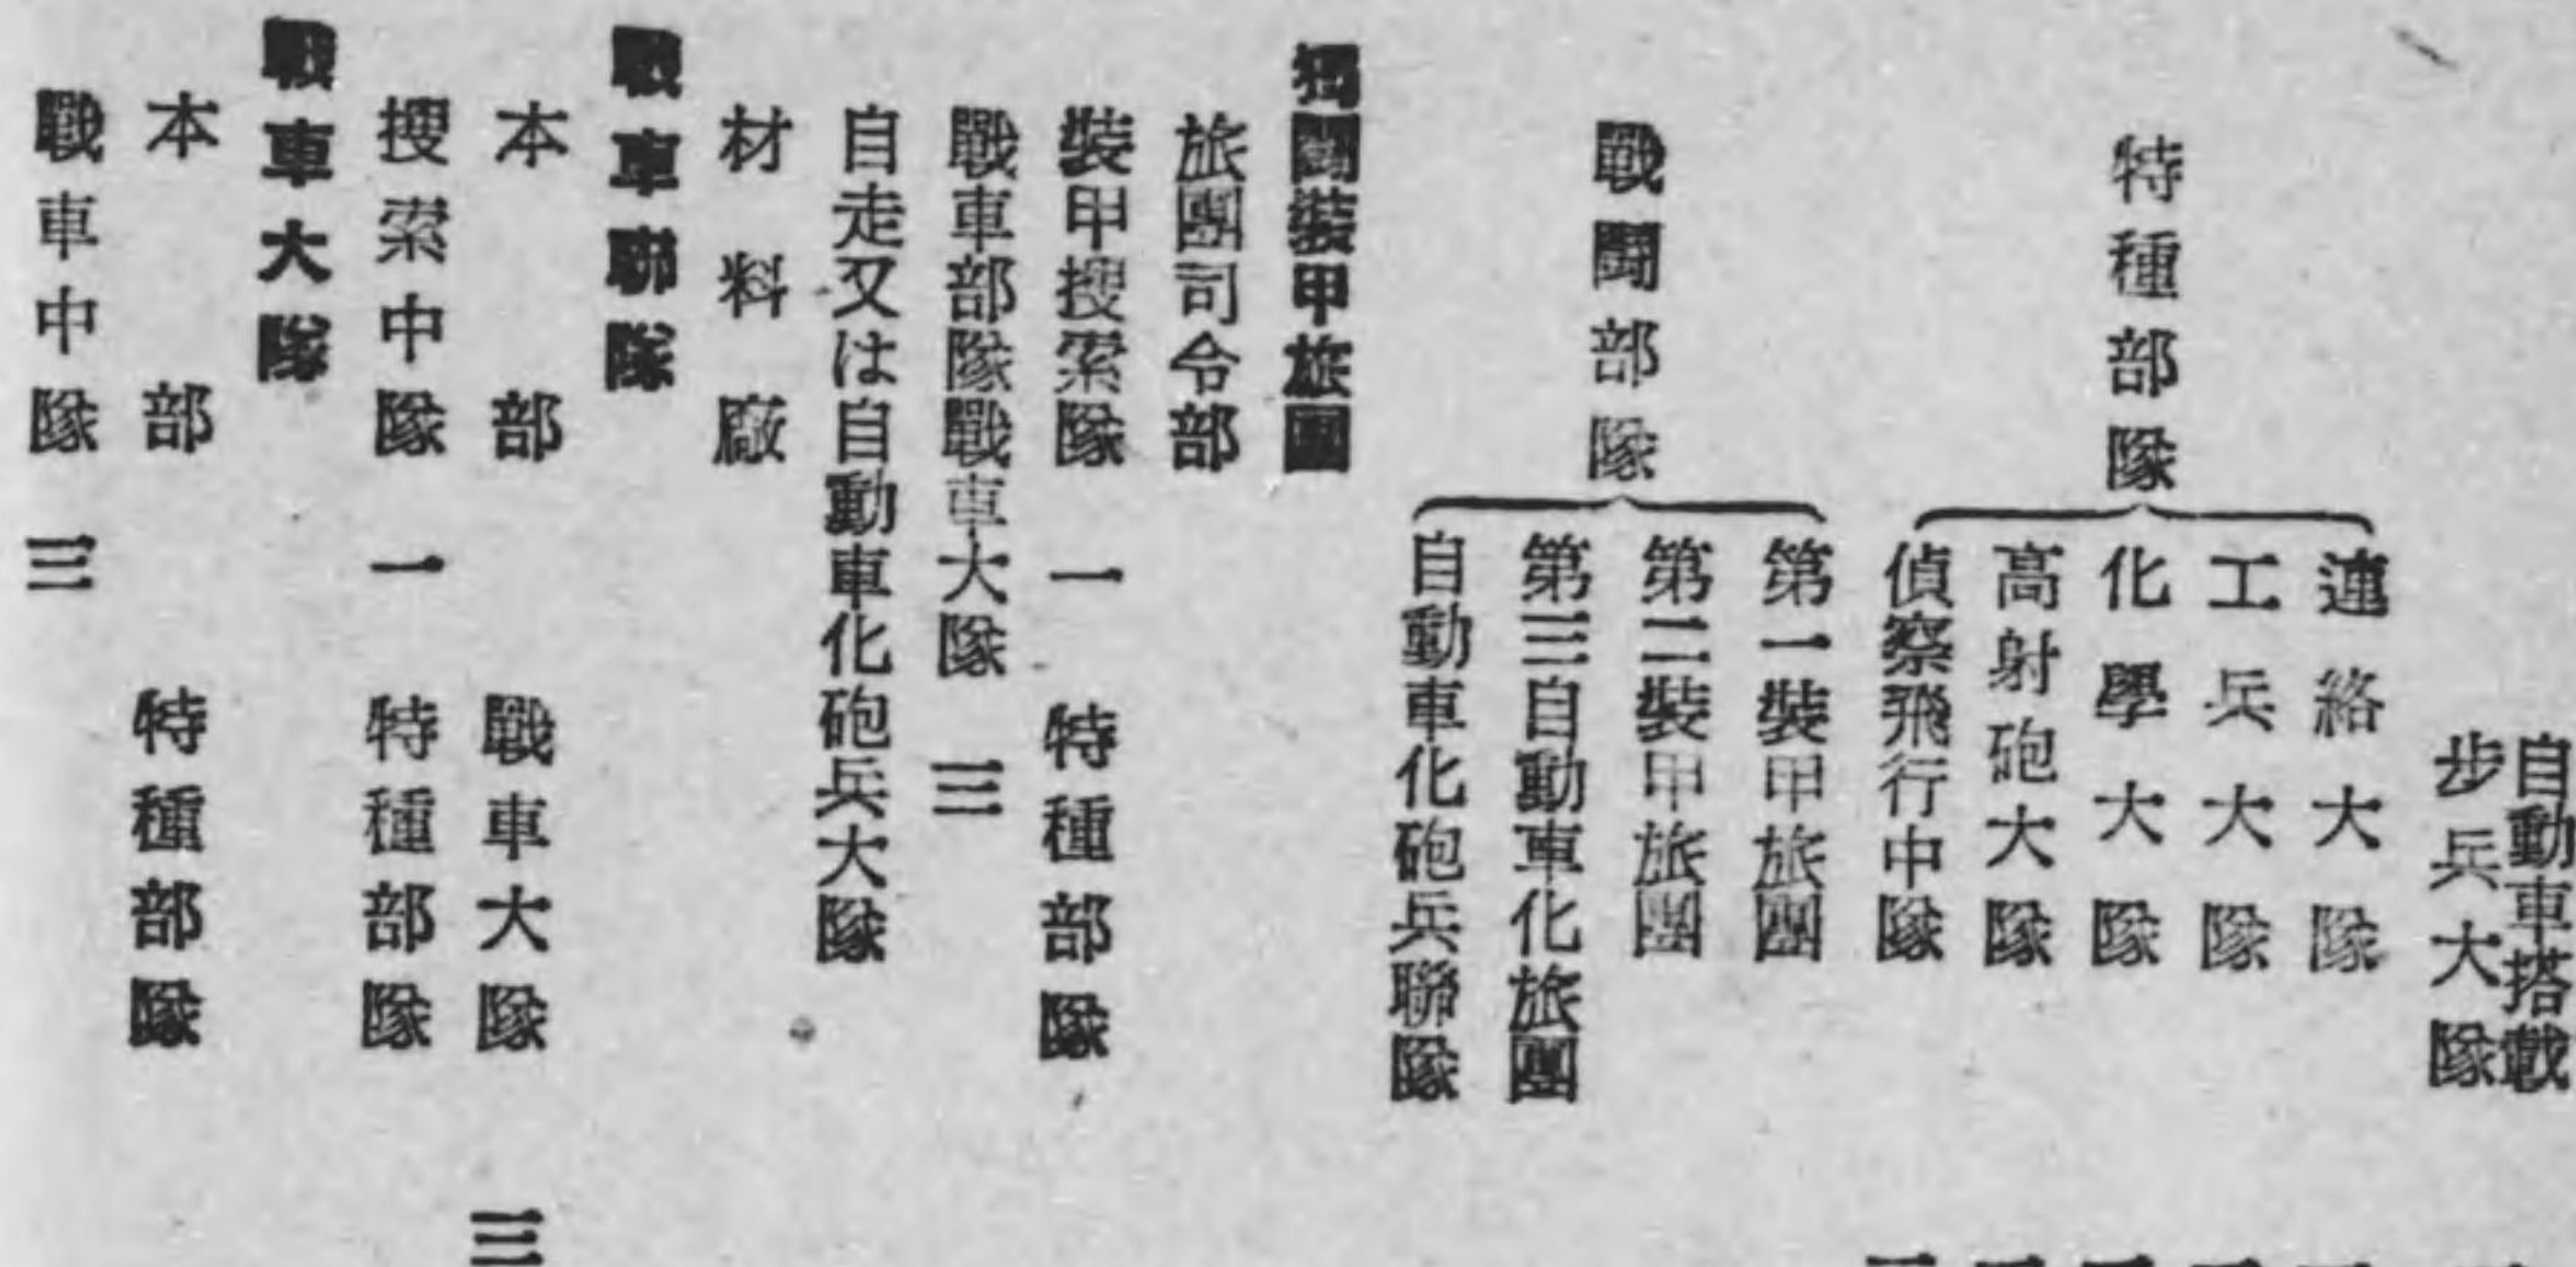 自動車搭載
步兵大隊
特種部隊
連絡大隊
工兵大隊
化學大隊
高射砲大隊
偵察飛行中隊
戰鬪部隊
第一裝甲旅團
第二裝甲旅團
第三自動車化旅團
自動車化砲兵聯隊
獨鬪裝甲旅團
旅團司令部
裝甲搜索隊 一 特種部隊
戰車部隊戰車大隊 三
自走又は自動車化砲兵大隊
材料廠
戰車聯隊
本部 戰車大隊 三
搜索中隊 一 特種部隊
戰車大隊
本部 特種部隊
戰車中隊 三